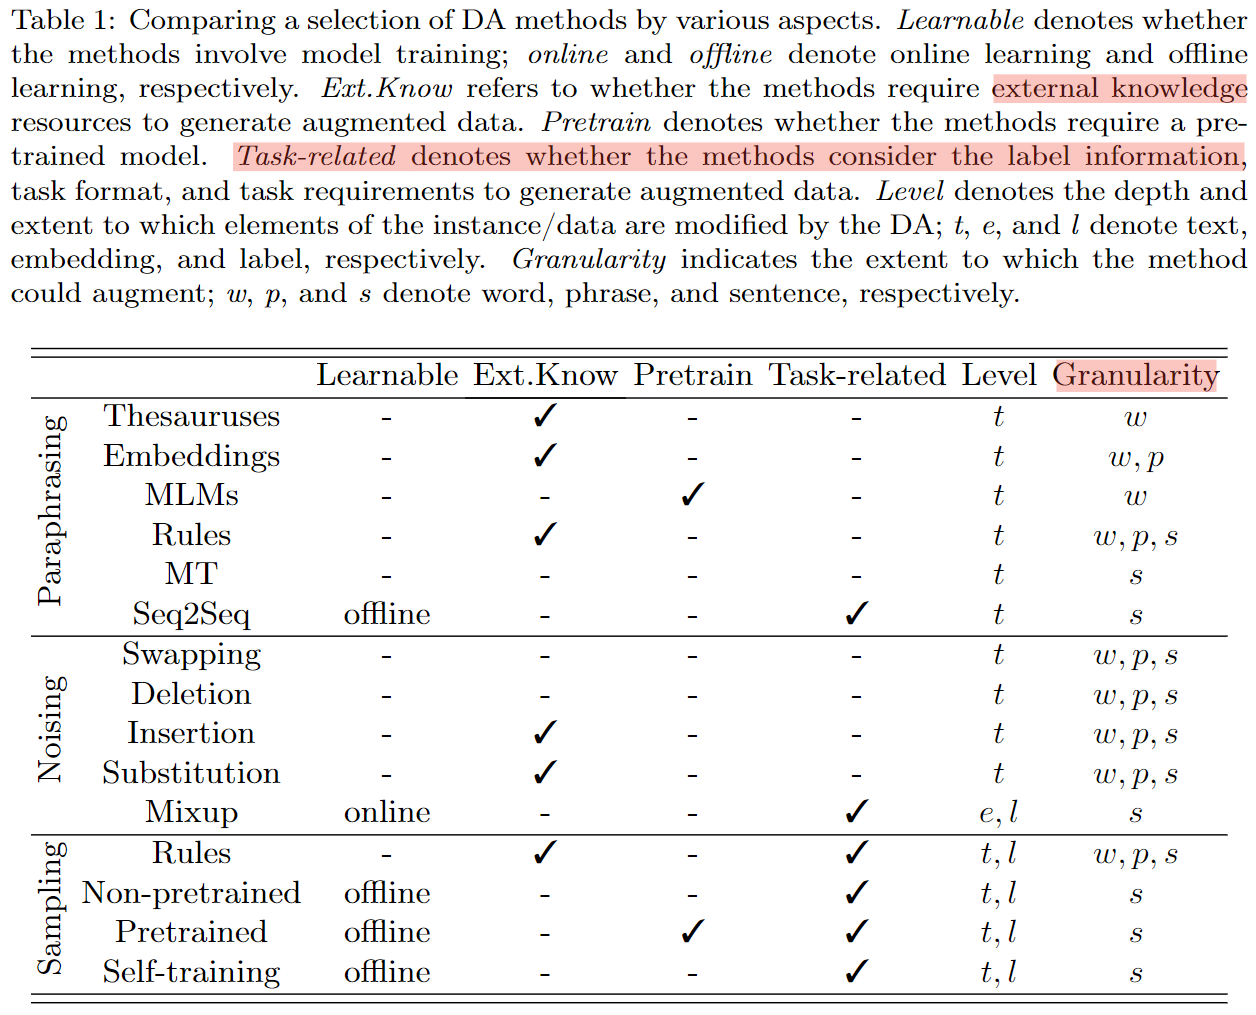 Table 1: Comparing a selection of DA methods by various aspects. Learnable denotes whether
the methods involve model training; online and offline denote online learning and offline
learning, respectively. Ext.Know refers to whether the methods require external knowledge
resources to generate augmented data. Pretrain denotes whether the methods require a pre-
trained model. Task-related denotes whether the methods consider the label information,
task format, and task requirements to generate augmented data. Level denotes the depth and
extent to which elements of the instance/data are modified by the DA; t, e, and l denote text,
embedding, and label, respectively. Granularity indicates the extent to which the method
could augment; w, p, and s denote word, phrase, and sentence, respectively.
Learnable Ext.Know Pretrain Task-related Level Granularity
Paraphrasing
Thesauruses - ✓ - - t w
Embeddings - ✓ - - t w, p
MLMs - - ✓ - t w
Rules - ✓ - - t w, p, s
MT - - - - t s
Seq2Seq offline - - ✓ t s
Noising
Swapping - - - - t w, p, s
Deletion - - - - t w, p, s
Insertion - ✓ - - t w, p, s
Substitution - ✓ - - t w, p, s
Mixup online - - ✓ e, l s
Sampling
Rules - ✓ - ✓ t, l w, p, s
Non-pretrained offline - - ✓ t, l s
Pretrained offline - ✓ ✓ t, l s
Self-training offline - - ✓ t, l s